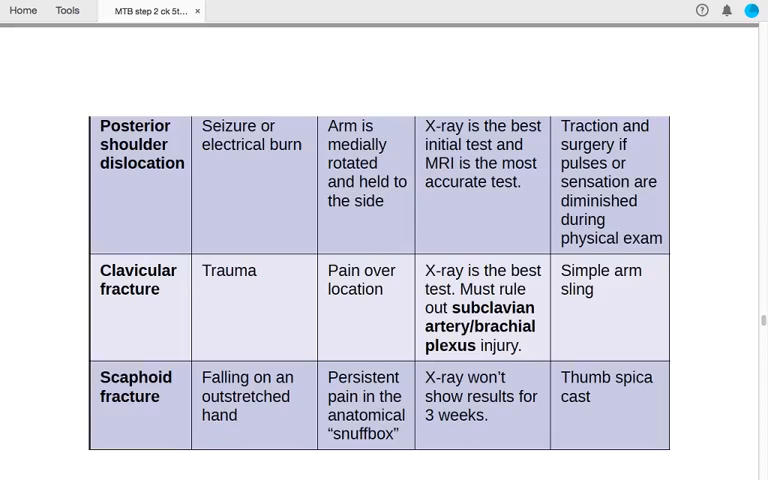 Home Tools MTB step 2 ck 5t... ×
Posterior
shoulder
dislocation
Seizure or
electrical burn
Arm is
medially
rotated
and held to
the side
X-ray is the best
initial test and
MRI is the most
accurate test.
Traction and
surgery if
pulses or
sensation are
diminished
during
physical exam
Clavicular
fracture
Trauma
Pain over
location
X-ray is the best
test. Must rule
out subclavian
artery/brachial
plexus injury.
Simple arm
sling
Scaphoid
fracture
Falling on an
outstretched
hand
Persistent
pain in the
anatomical
“snuffbox”
X-ray won’t
show results for
3 weeks.
Thumb spica
cast